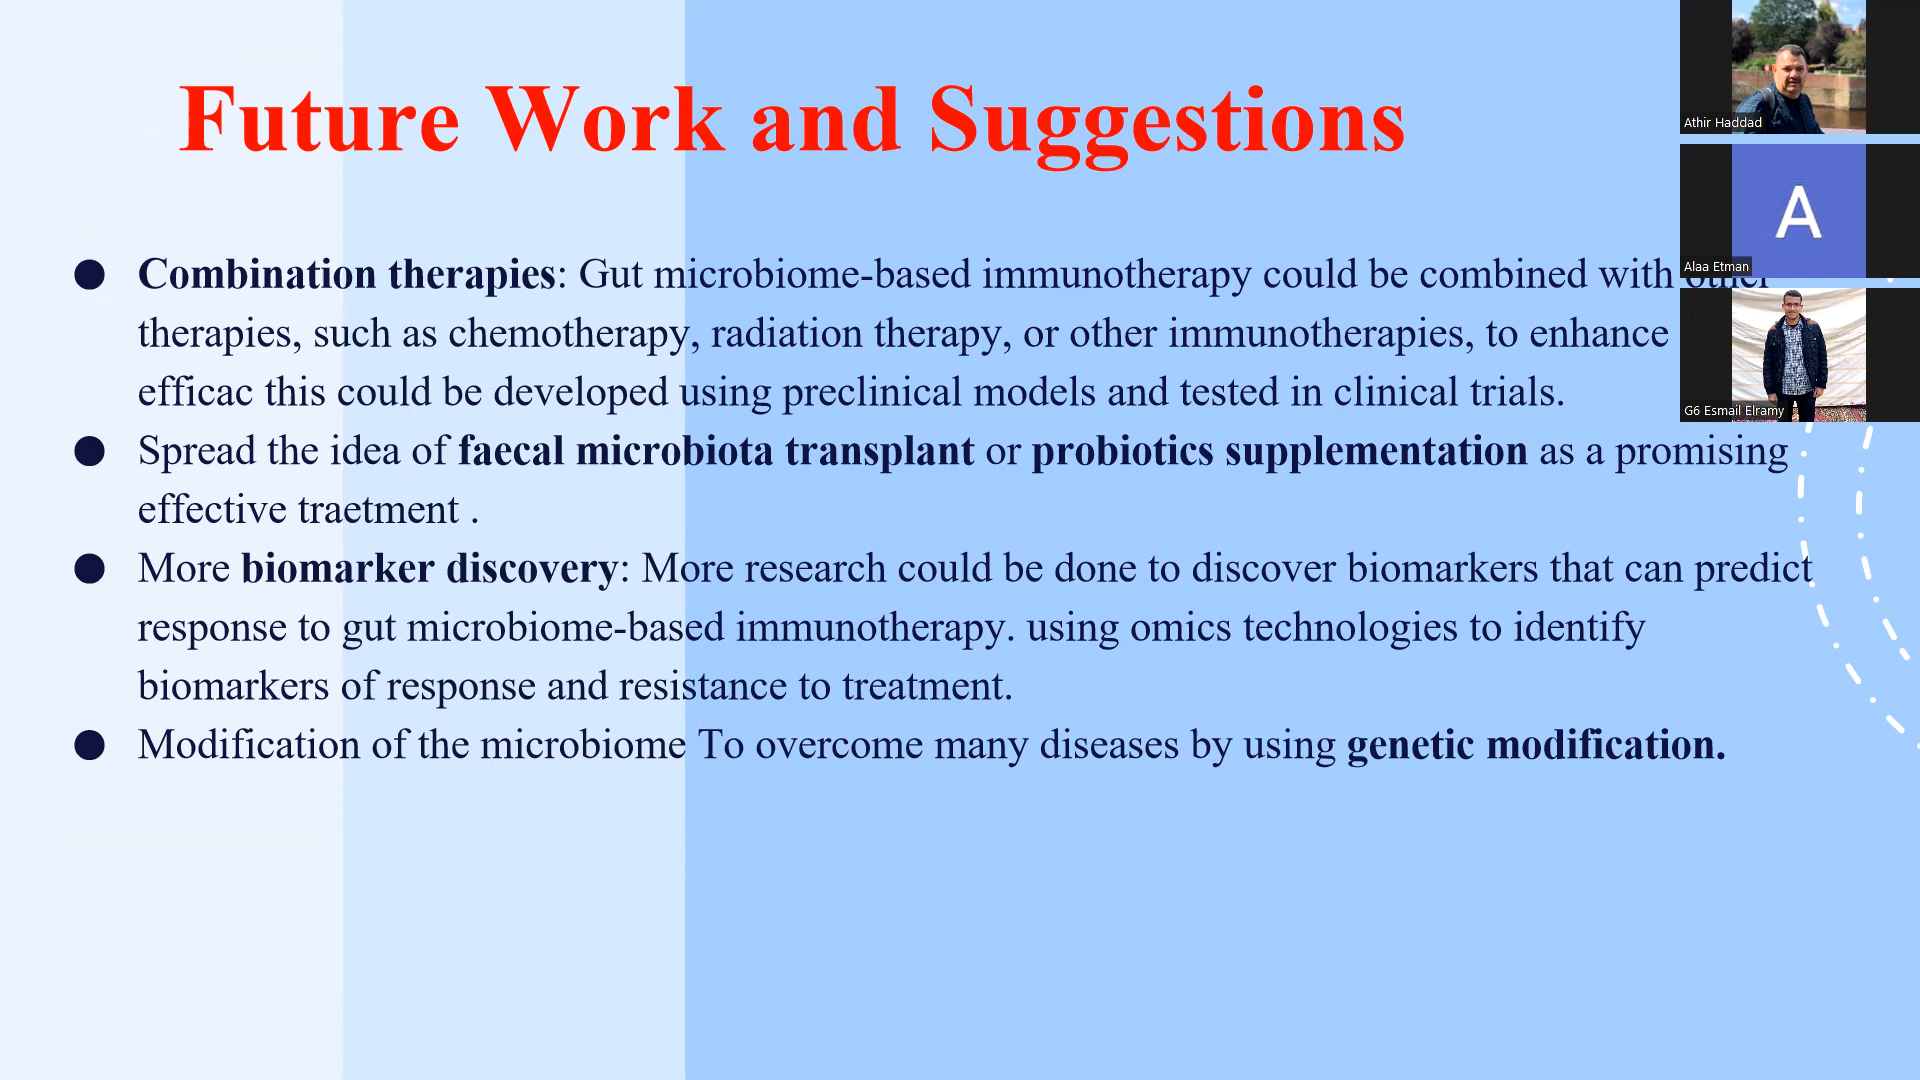 Future Work and Suggestions
● Combination therapies: Gut microbiome-based immunotherapy could be combined with other
therapies, such as chemotherapy, radiation therapy, or other immunotherapies, to enhance
efficac this could be developed using preclinical models and tested in clinical trials.
● Spread the idea of faecal microbiota transplant or probiotics supplementation as a promising
effective traetment .
● More biomarker discovery: More research could be done to discover biomarkers that can predict
response to gut microbiome-based immunotherapy. using omics technologies to identify
biomarkers of response and resistance to treatment.
● Modification of the microbiome To overcome many diseases by using genetic modification.
Athir Haddad
A
Alaa Etman
G6 Esmail Elramy